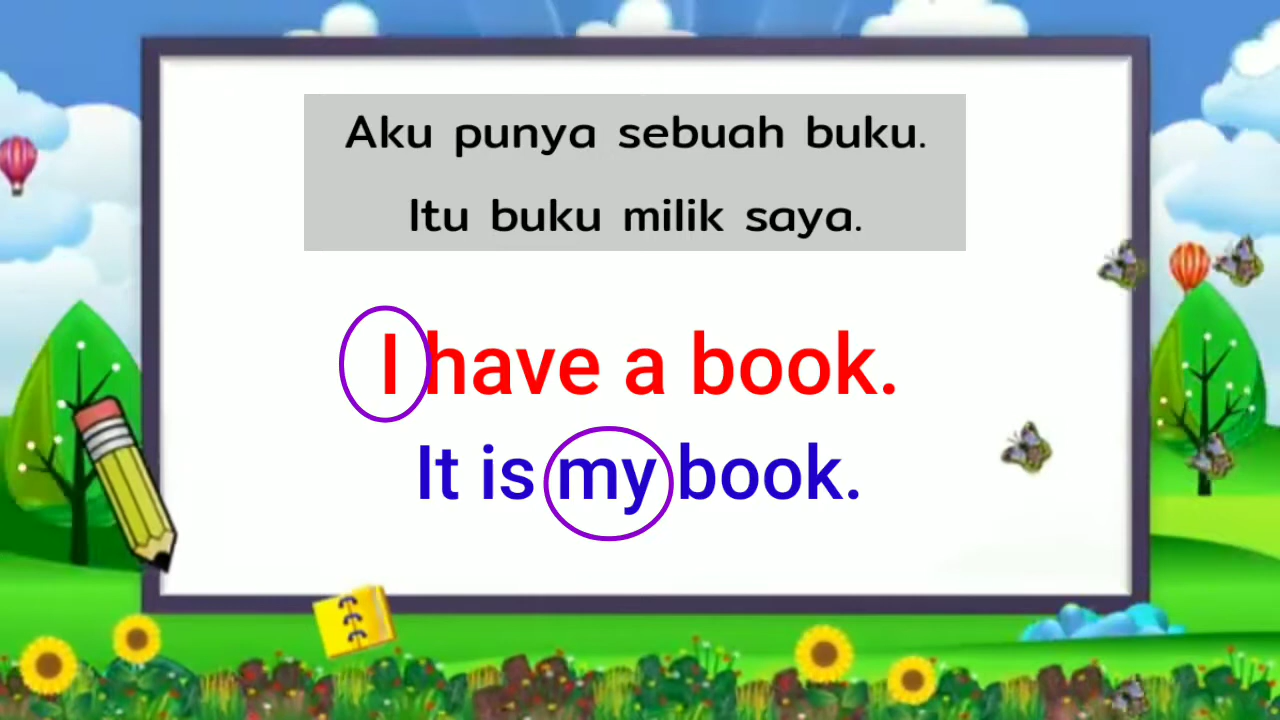 Aku punya sebuah buku.
Itu buku milik saya.
I have a book.
It is my book.